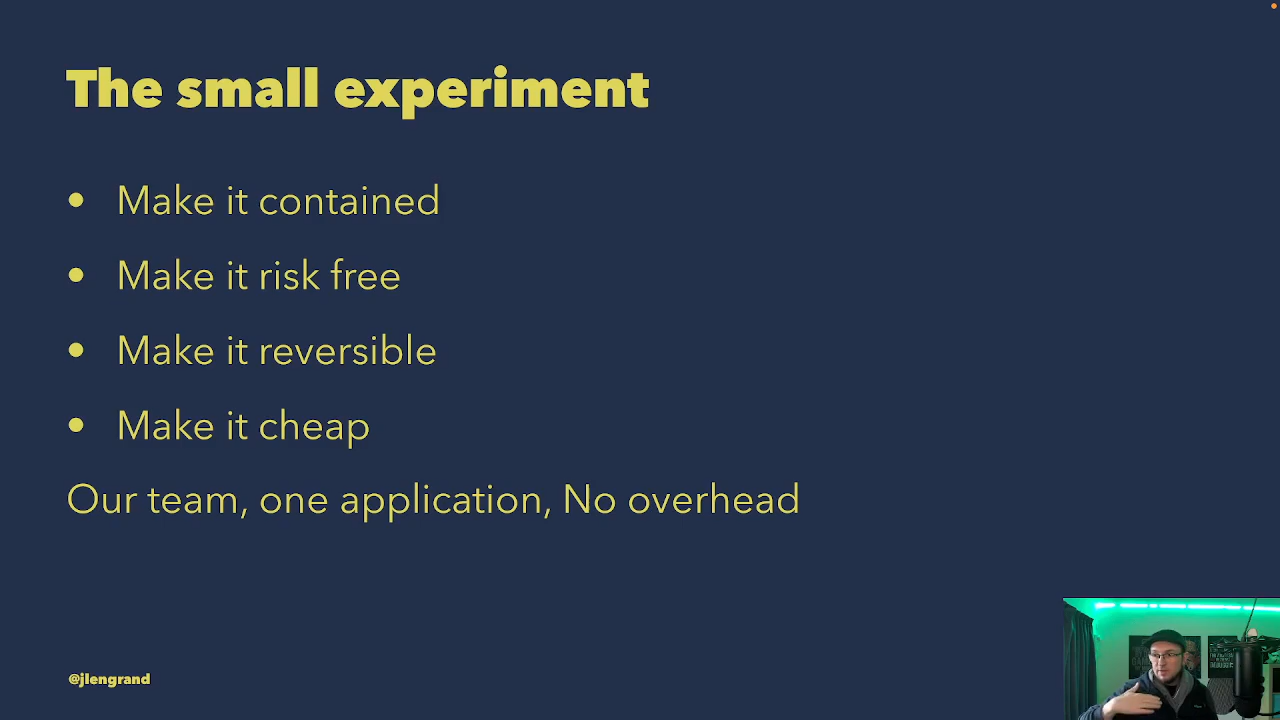 The small experiment
• Make it contained
• Make it risk free
• Make it reversible
• Make it cheap
Our team, one application, No overhead
@jlengrand